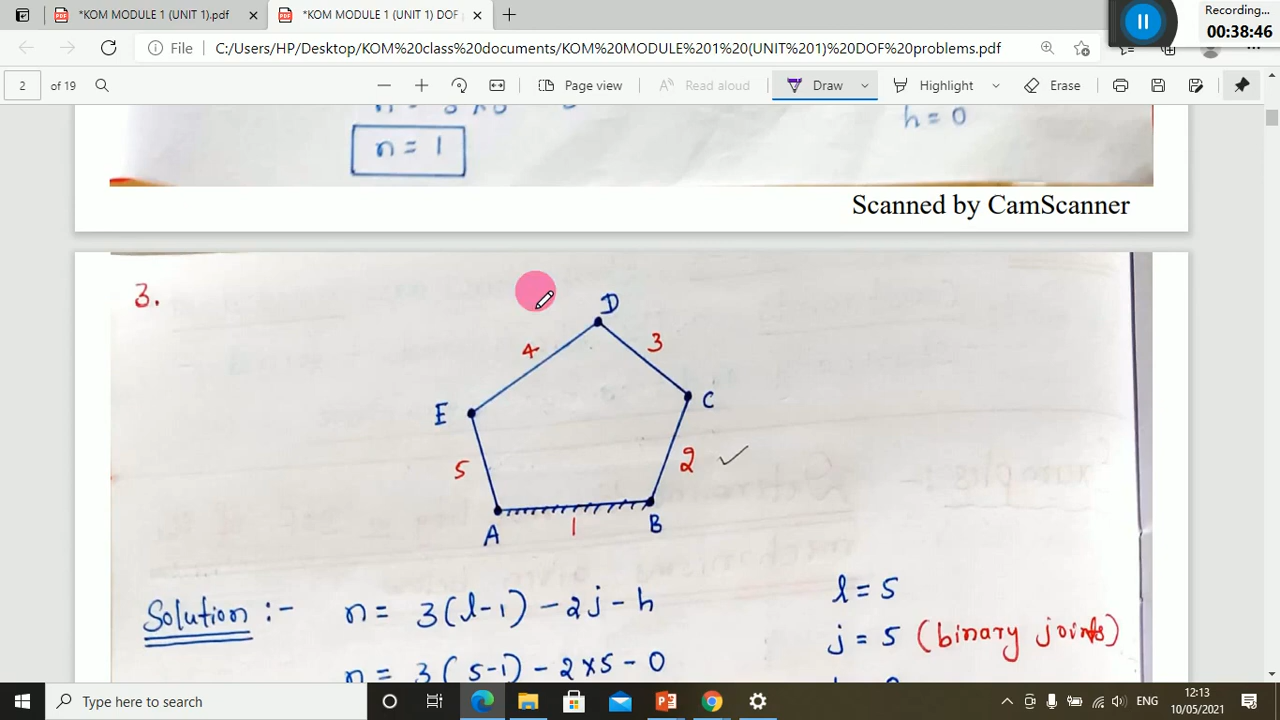 *KOM MODULE 1 (UNIT 1).pdf
*KOM MODULE 1 (UNIT 1) DOF p
Recording...
00:38:46
File C:/Users/HP/Desktop/KOM%20class%20documents/KOM%20MODULE%201%20(UNIT%201)%20DOF%20problems.pdf
2 of 19
Page view
Read aloud
Draw
Highlight
Erase
h = 0
n = 1
Scanned by CamScanner
3.
D
4
3
E
C
5
2
A
1
B
Solution :-
n = 3(l-1) - 2j - h
l = 5
j = 5 (binary joints)
n = 3(5-1) - 2×5 - 0
Type here to search
ENG
12:13
10/05/2021